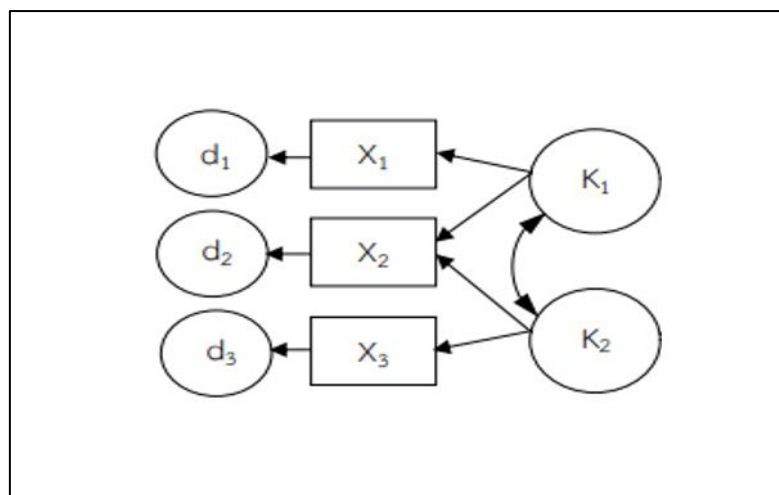 d₁ X₁ K₁
d₂ X₂
K₂
d₃ X₃